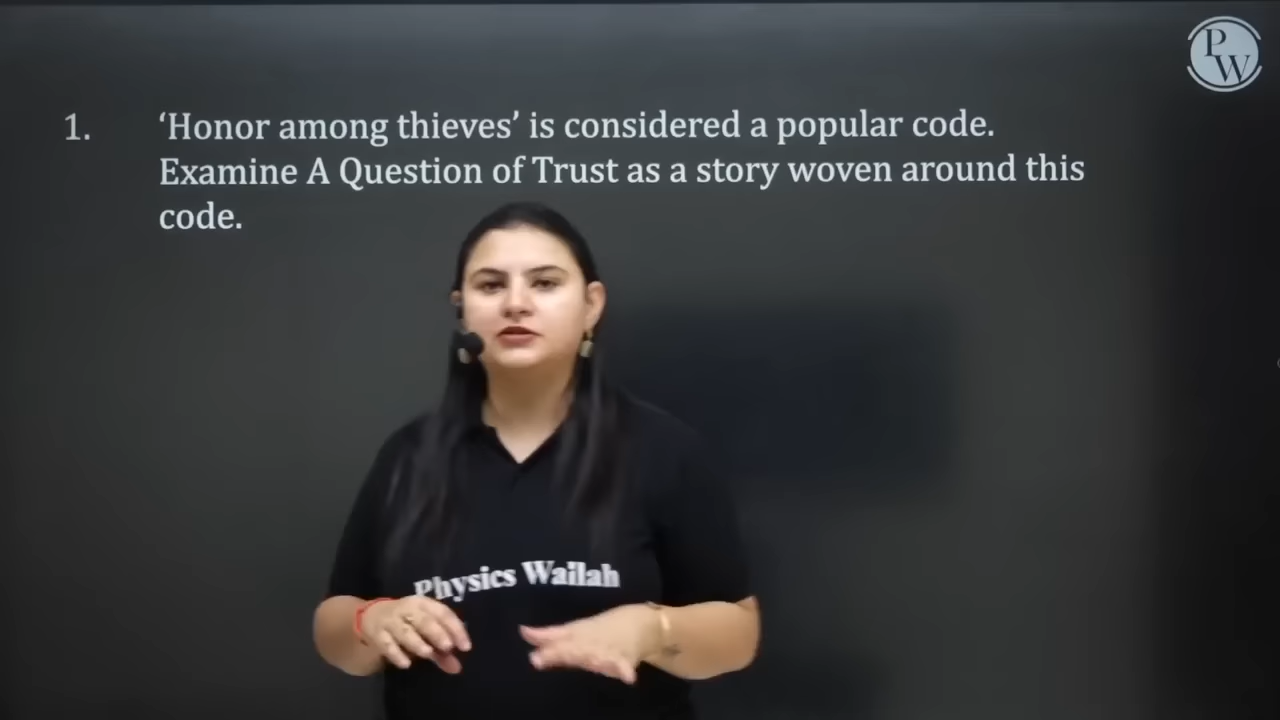 PW
1. ‘Honor among thieves’ is considered a popular code.
Examine A Question of Trust as a story woven around this
code.
Physics Wallah